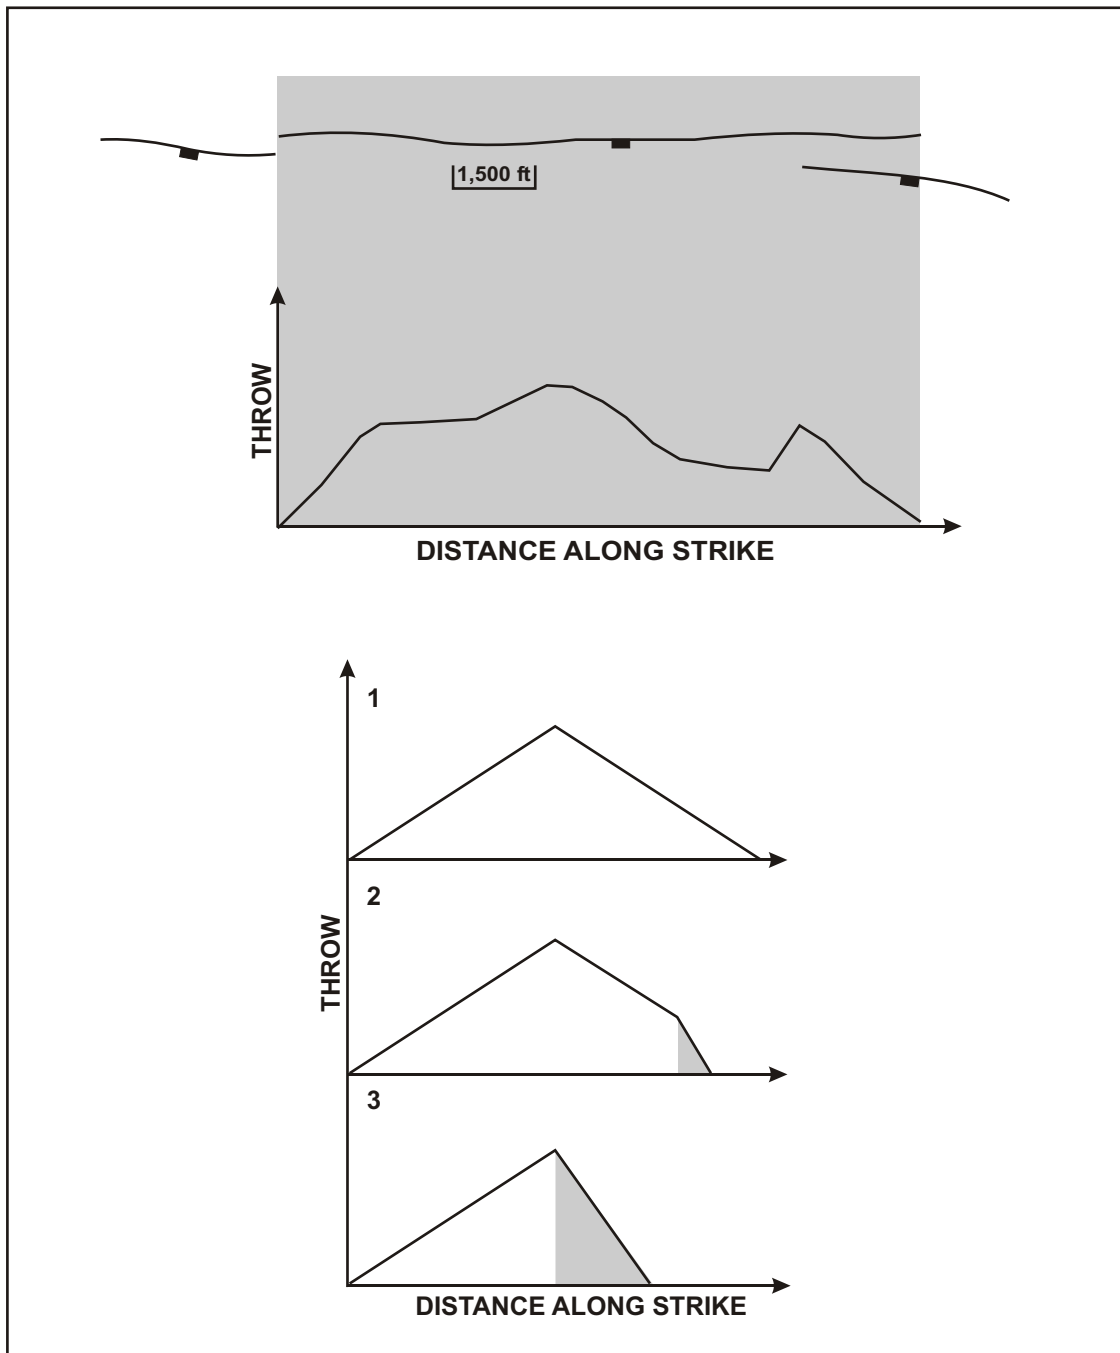 1,500 ft
THROW
DISTANCE ALONG STRIKE
1
2
THROW
3
DISTANCE ALONG STRIKE